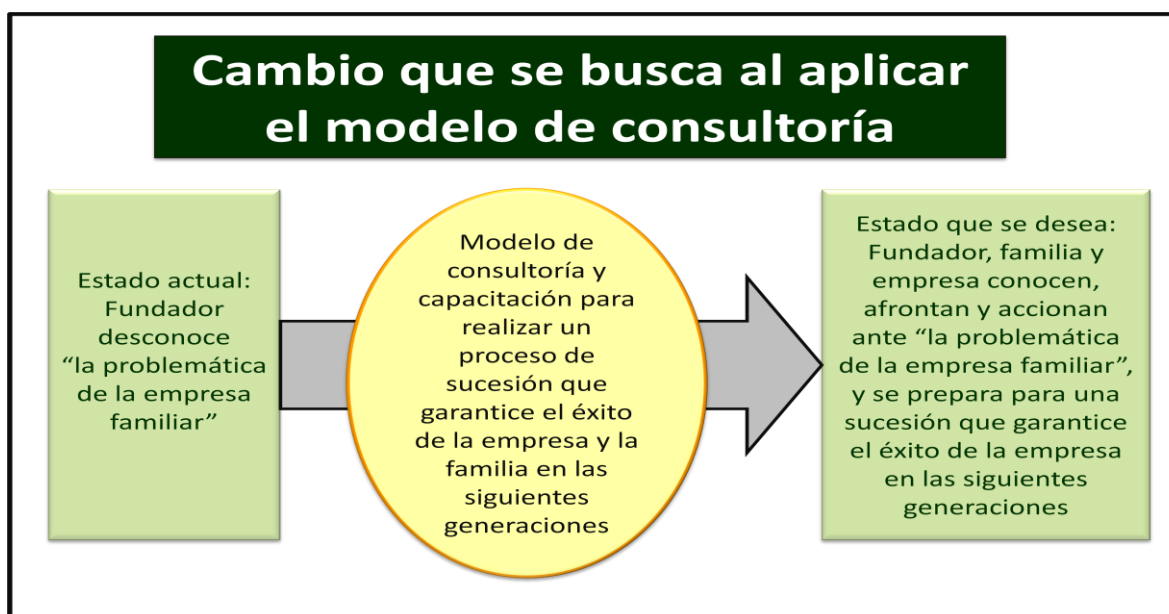 Cambio que se busca al aplicar
el modelo de consultoría
Estado actual:
Fundador
desconoce
“la problemática
de la empresa
familiar”
Modelo de
consultoría y
capacitación para
realizar un
proceso de
sucesión que
garantice el éxito
de la empresa y la
familia en las
siguientes
generaciones
Estado que se desea:
Fundador, familia y
empresa conocen,
afrontan y accionan
ante “la problemática
de la empresa familiar”,
y se prepara para una
sucesión que garantice
el éxito de la empresa
en las siguientes
generaciones